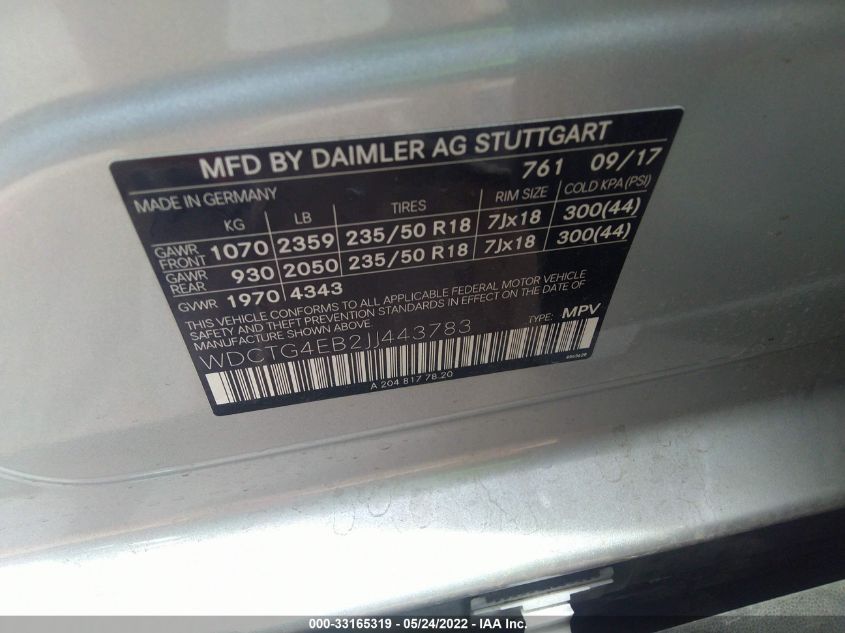 MFD BY DAIMLER AG STUTTGART
MADE IN GERMANY 761 09/17
KG LB TIRES RIM SIZE COLD KPA (PSI)
GAWR FRONT 1070 2359 235/50 R18 7Jx18 300(44)
GAWR REAR 930 2050 235/50 R18 7Jx18 300(44)
GVWR 1970 4343
THIS VEHICLE CONFORMS TO ALL APPLICABLE FEDERAL MOTOR VEHICLE
SAFETY AND THEFT PREVENTION STANDARDS IN EFFECT ON THE DATE OF
MANUFACTURE SHOWN ABOVE.
WDCTG4EB2JJ443783 TYPE: MPV
A 204 817 78 20
000-33165319 - 05/24/2022 - IAA Inc.